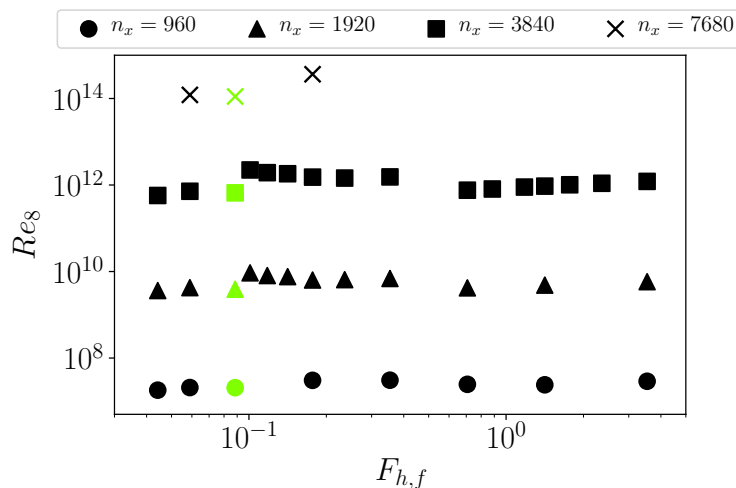 $n_x = 960$ $n_x = 1920$ $n_x = 3840$ $n_x = 7680$
$10^{14}$
$10^{12}$
$10^{10}$
$10^{8}$
$Re_8$
$10^{-1}$ $10^{0}$
$F_{h,f}$